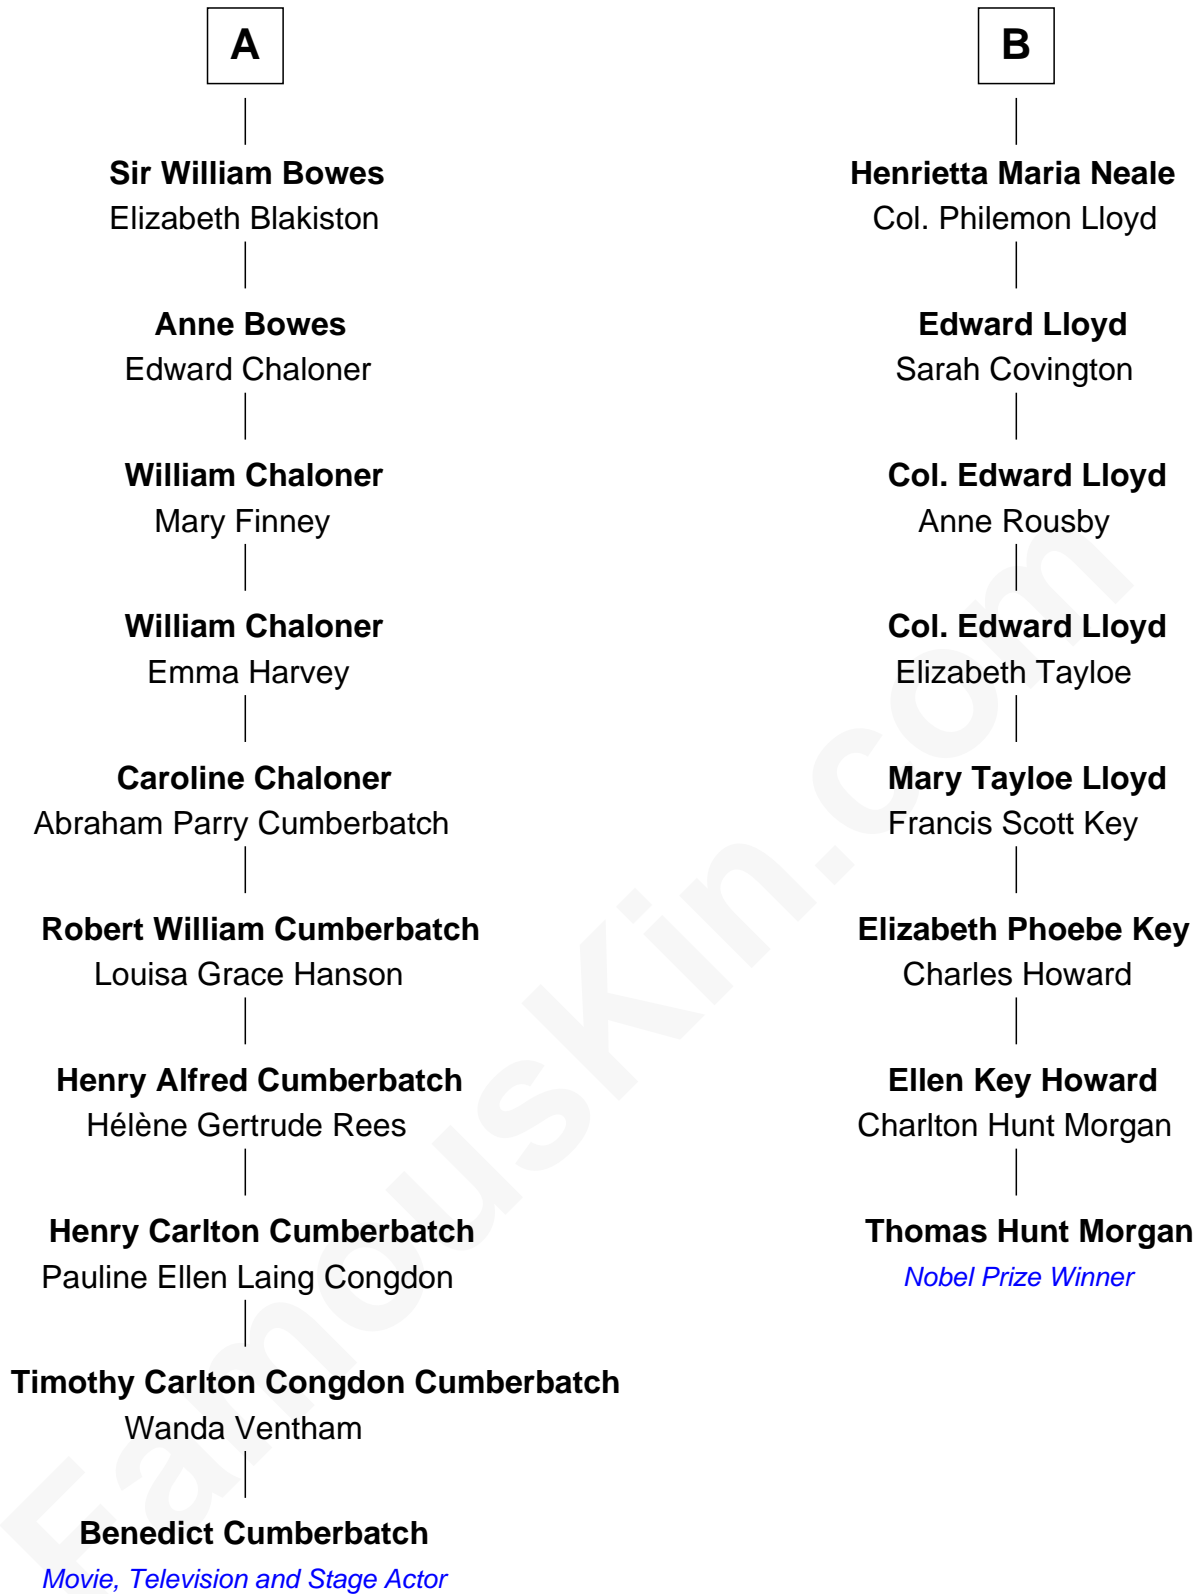 A
Sir William Bowes
Elizabeth Blakiston
Anne Bowes
Edward Chaloner
William Chaloner
Mary Finney
William Chaloner
Emma Harvey
Caroline Chaloner
Abraham Parry Cumberbatch
Robert William Cumberbatch
Louisa Grace Hanson
Henry Alfred Cumberbatch
Hélène Gertrude Rees
Henry Carlton Cumberbatch
Pauline Ellen Laing Congdon
Timothy Carlton Congdon Cumberbatch
Wanda Ventham
Benedict Cumberbatch
Movie, Television and Stage Actor
B
Henrietta Maria Neale
Col. Philemon Lloyd
Edward Lloyd
Sarah Covington
Col. Edward Lloyd
Anne Rousby
Col. Edward Lloyd
Elizabeth Tayloe
Mary Tayloe Lloyd
Francis Scott Key
Elizabeth Phoebe Key
Charles Howard
Ellen Key Howard
Charlton Hunt Morgan
Thomas Hunt Morgan
Nobel Prize Winner
FamousKin.com